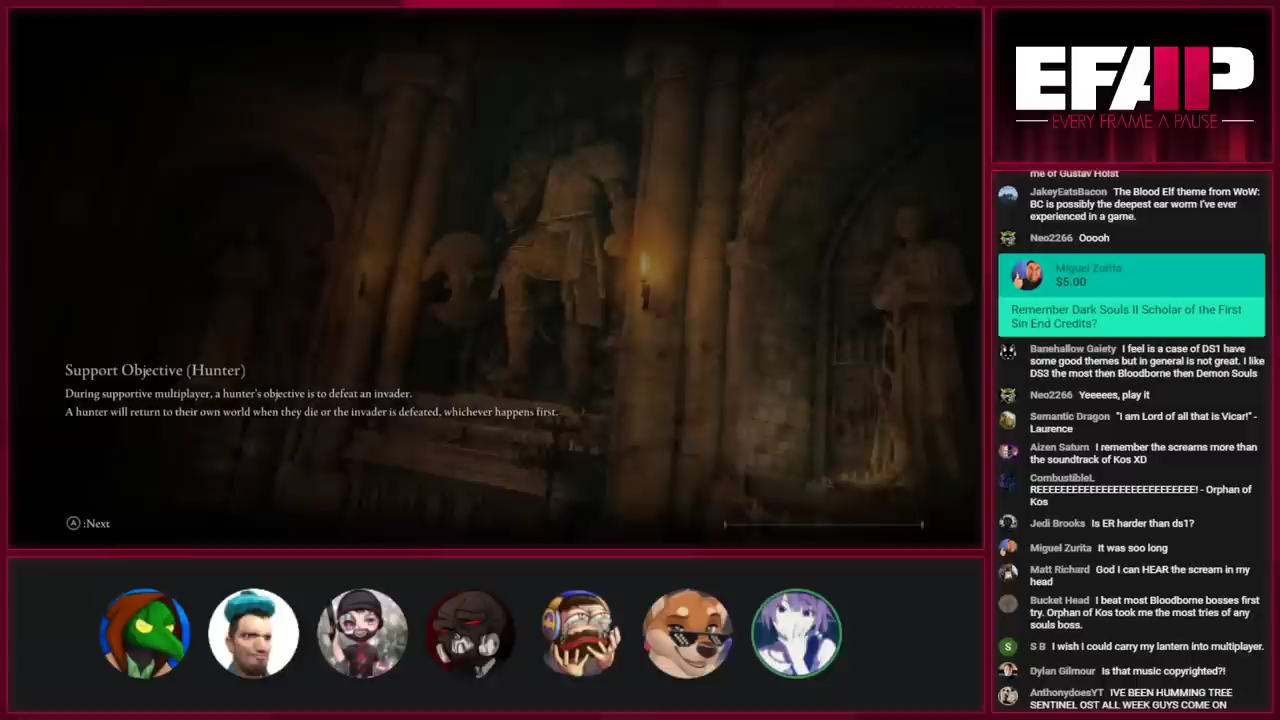 EFAP
EVERY FRAME A PAUSE
me of Gustav Holst
JakeyEatsBacon The Blood Elf theme from WoW:
BC is possibly the deepest ear worm I've ever
experienced in a game.
Neo2266 Ooooh
Miguel Zurita
$5.00
Remember Dark Souls II Scholar of the First
Sin End Credits?
Banehallow Gaiety I feel is a case of DS1 have
some good themes but in general is not great. I like
DS3 the most then Bloodborne then Demon Souls
Neo2266 Yeeeees, play it
Semantic Dragon "I am Lord of all that is Vicar!" -
Laurence
Aizen Saturn I remember the screams more than
the soundtrack of Kos XD
CombustibleL
REEEEEEEEEEEEEEEEEEEEEEEEEE! - Orphan of
Kos
Jedi Brooks Is ER harder than ds1?
Miguel Zurita It was soo long
Matt Richard God I can HEAR the scream in my
head
Bucket Head I beat most Bloodborne bosses first
try. Orphan of Kos took me the most tries of any
souls boss.
S
S B I wish I could carry my lantern into multiplayer.
Dylan Gilmour Is that music copyrighted?!
AnthonydoesYT IVE BEEN HUMMING TREE
SENTINEL OST ALL WEEK GUYS COME ON
Support Objective (Hunter)
During supportive multiplayer, a hunter's objective is to defeat an invader.
A hunter will return to their own world when they die or the invader is defeated, whichever happens first.
A :Next